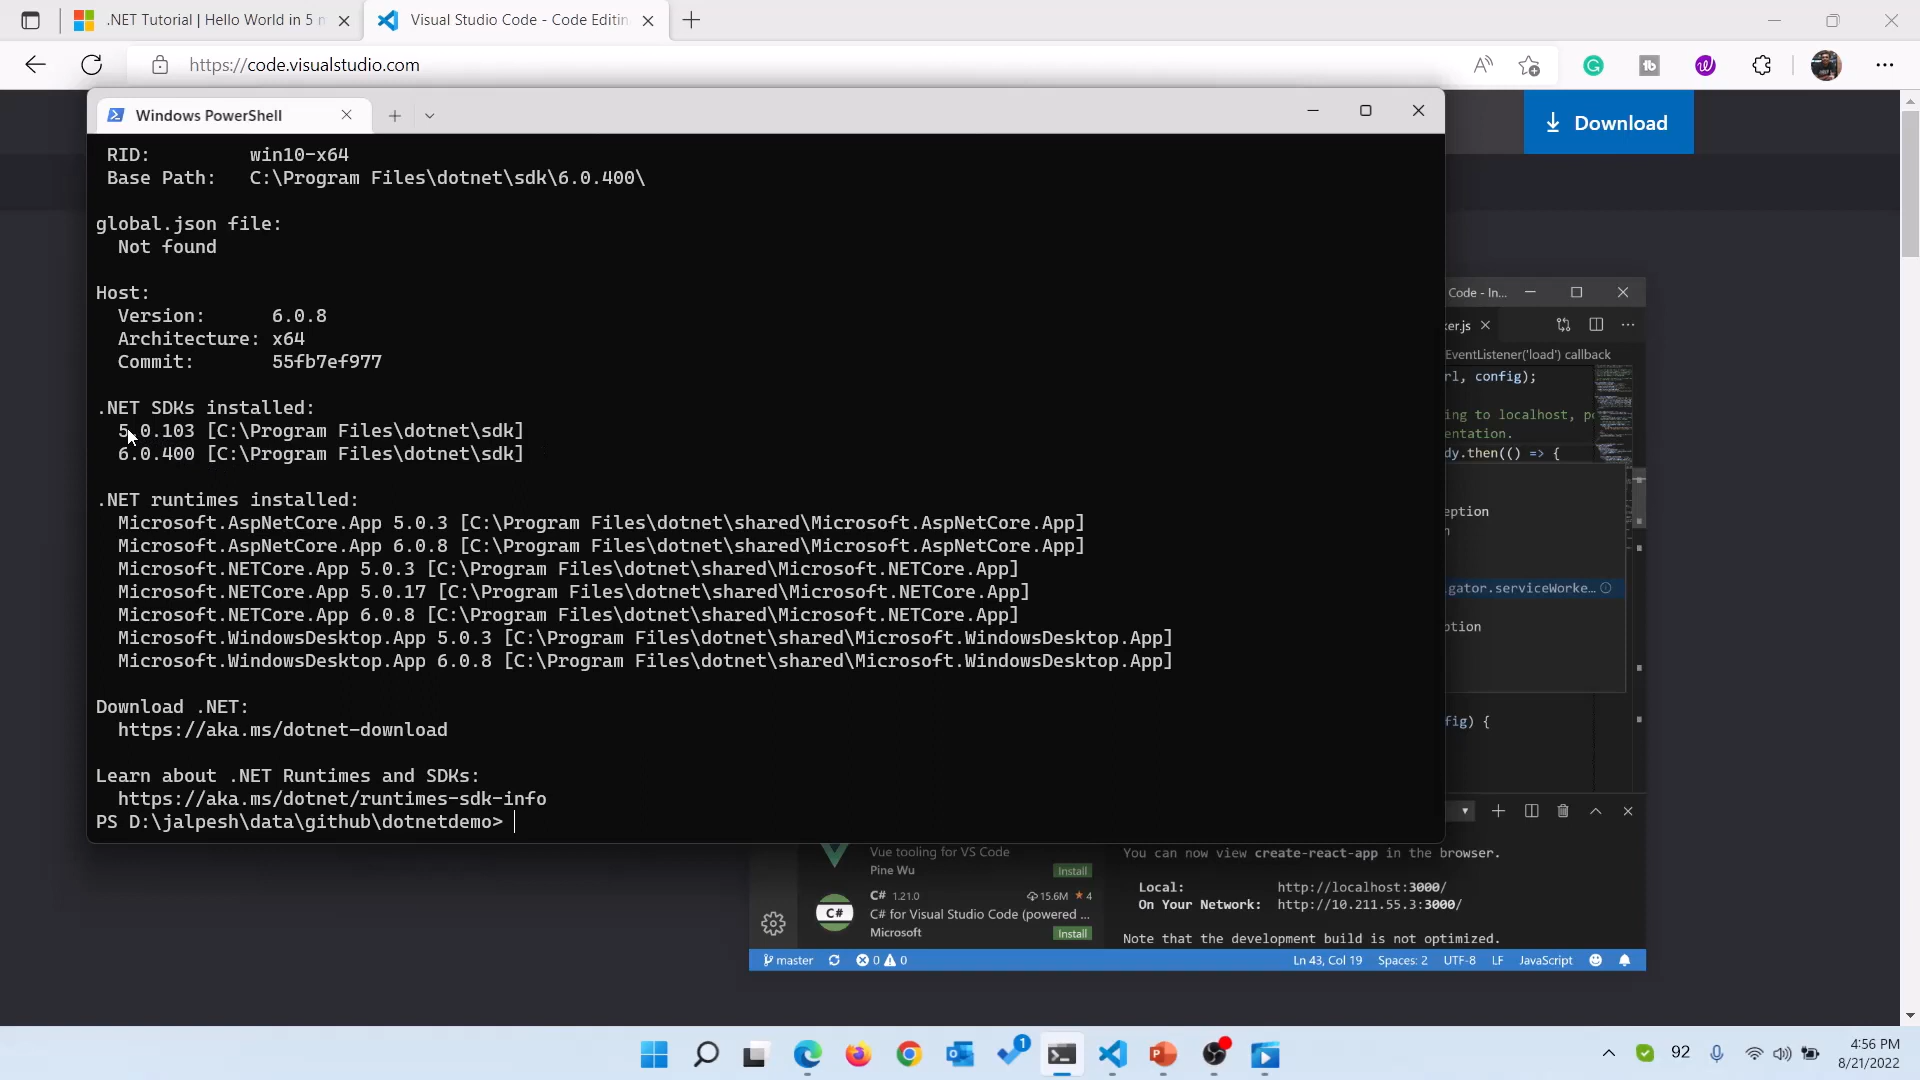 .NET Tutorial | Hello World in 5 m
Visual Studio Code - Code Editin
https://code.visualstudio.com
Download
Windows PowerShell
RID: win10-x64
Base Path: C:\Program Files\dotnet\sdk\6.0.400\
global.json file:
Not found
Host:
Version: 6.0.8
Architecture: x64
Commit: 55fb7ef977
.NET SDKs installed:
5.0.103 [C:\Program Files\dotnet\sdk]
6.0.400 [C:\Program Files\dotnet\sdk]
.NET runtimes installed:
Microsoft.AspNetCore.App 5.0.3 [C:\Program Files\dotnet\shared\Microsoft.AspNetCore.App]
Microsoft.AspNetCore.App 6.0.8 [C:\Program Files\dotnet\shared\Microsoft.AspNetCore.App]
Microsoft.NETCore.App 5.0.3 [C:\Program Files\dotnet\shared\Microsoft.NETCore.App]
Microsoft.NETCore.App 5.0.17 [C:\Program Files\dotnet\shared\Microsoft.NETCore.App]
Microsoft.NETCore.App 6.0.8 [C:\Program Files\dotnet\shared\Microsoft.NETCore.App]
Microsoft.WindowsDesktop.App 5.0.3 [C:\Program Files\dotnet\shared\Microsoft.WindowsDesktop.App]
Microsoft.WindowsDesktop.App 6.0.8 [C:\Program Files\dotnet\shared\Microsoft.WindowsDesktop.App]
Download .NET:
https://aka.ms/dotnet-download
Learn about .NET Runtimes and SDKs:
https://aka.ms/dotnet/runtimes-sdk-info
PS D:\jalpesh\data\github\dotnetdemo>
Code - In...
ker.js
EventListener('load') callback
rl, config);
ing to localhost, po
entation.
dy.then(() => {
eption
gator.serviceWorke...
ption
fig) {
Vue tooling for VS Code
Pine Wu
Install
C# 1.21.0 15.6M ★ 4
C# C# for Visual Studio Code (powered ...
Microsoft
Install
You can now view create-react-app in the browser.
Local: http://localhost:3000/
On Your Network: http://10.211.55.3:3000/
Note that the development build is not optimized.
master 0 0
Ln 43, Col 19 Spaces: 2 UTF-8 LF JavaScript
1
92
4:56 PM
8/21/2022